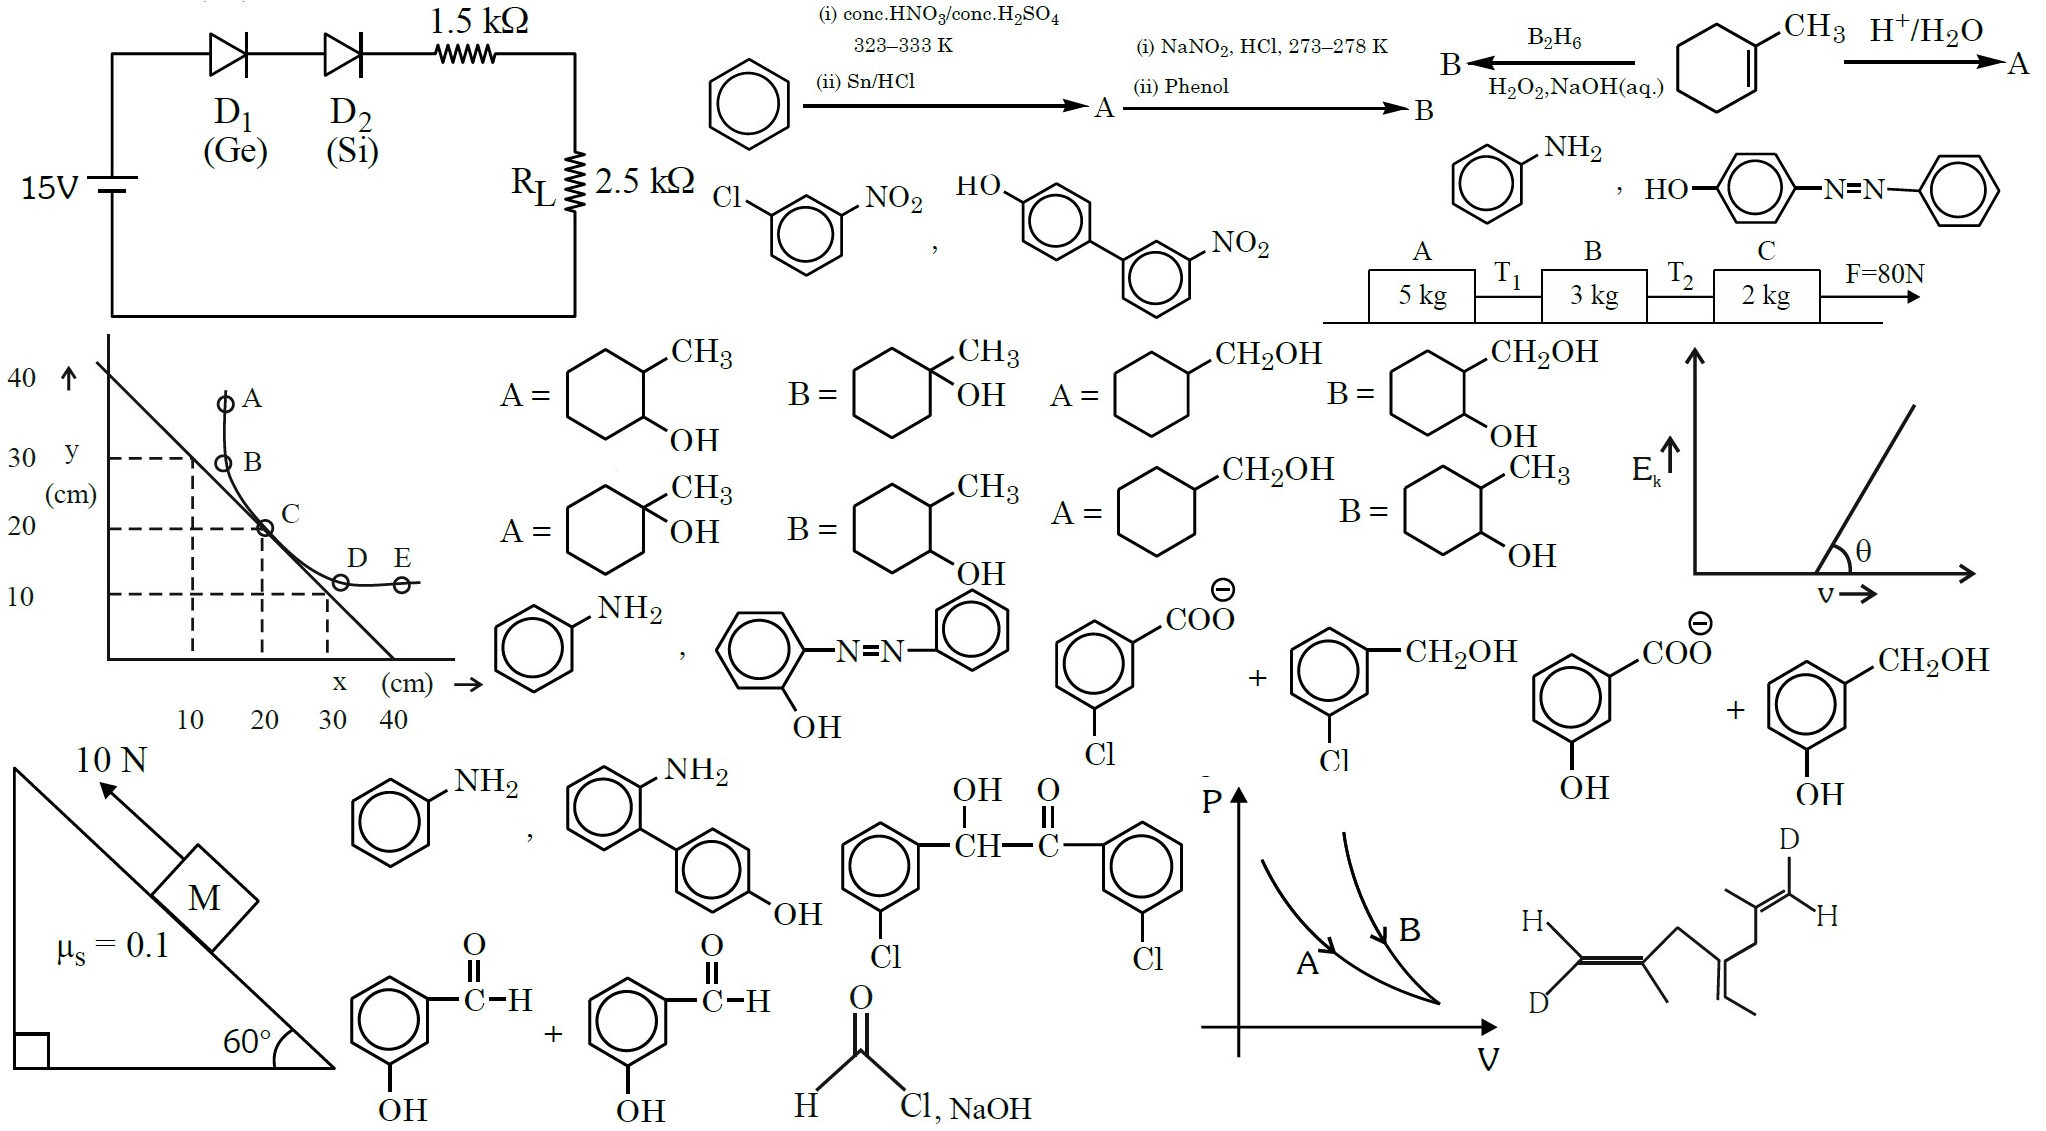 1.5 kΩ
D₁
(Ge)
D₂
(Si)
15V
R_L
2.5 kΩ
(i) conc.HNO₃/conc.H₂SO₄
323–333 K
(ii) Sn/HCl
A
(i) NaNO₂, HCl, 273–278 K
(ii) Phenol
B
B
B₂H₆
H₂O₂,NaOH(aq.)
CH₃
H⁺/H₂O
A
Cl
NO₂
,
HO
NO₂
NH₂
,
HO
N=N
A
B
C
5 kg
T₁
3 kg
T₂
2 kg
F=80N
40
30
20
10
y
(cm)
A
B
C
D
E
x
(cm)
10
20
30
40
A =
CH₃
OH
B =
CH₃
OH
A =
CH₂OH
B =
CH₂OH
OH
A =
CH₃
OH
B =
CH₃
OH
A =
CH₂OH
B =
CH₃
OH
E_k
θ
v
NH₂
,
N=N
OH
COO⊖
Cl
+
CH₂OH
Cl
COO⊖
OH
+
CH₂OH
OH
10 N
M
μₛ = 0.1
60°
NH₂
,
NH₂
OH
OH
O
CH
C
Cl
Cl
P
A
B
V
D
H
H
D
O
C–H
OH
+
O
C–H
OH
O
H
Cl, NaOH